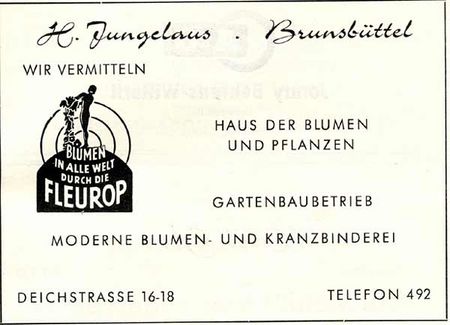 H. Jungclaus . Brunsbüttel
WIR VERMITTELN
BLUMEN
IN ALLE WELT
DURCH DIE
FLEUROP
HAUS DER BLUMEN
UND PFLANZEN
GARTENBAUBETRIEB
MODERNE BLUMEN- UND KRANZBINDEREI
DEICHSTRASSE 16-18
TELEFON 492